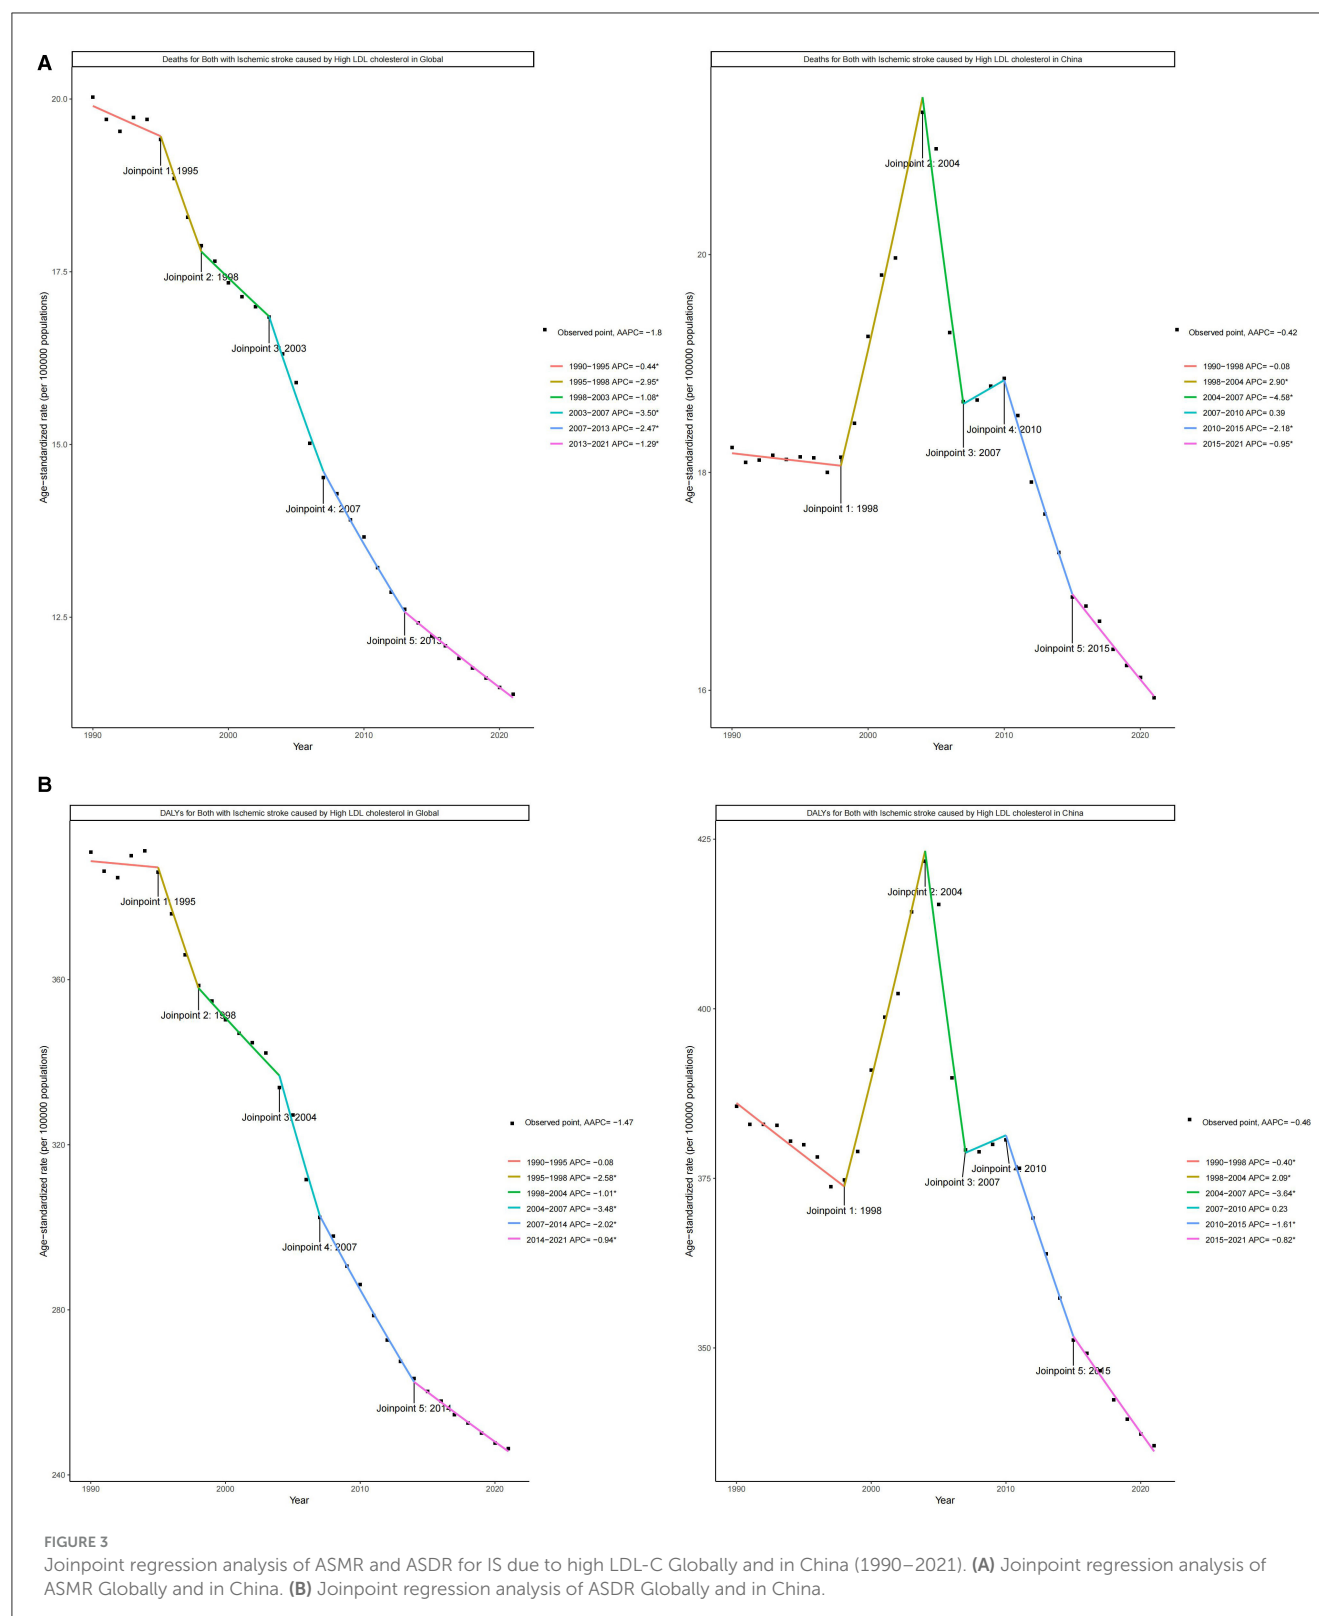 A
Deaths for Both with Ischemic stroke caused by High LDL cholesterol in Global
20.0
17.5
15.0
12.5
Age−standardized rate (per 100000 populations)
Joinpoint 1: 1995
Joinpoint 2: 1998
Joinpoint 3: 2003
Joinpoint 4: 2007
Joinpoint 5: 2013
1990
2000
2010
2020
Year
Observed point, AAPC= −1.8
1990−1995 APC= −0.44*
1995−1998 APC= −2.95*
1998−2003 APC= −1.08*
2003−2007 APC= −3.50*
2007−2013 APC= −2.47*
2013−2021 APC= −1.29*
Deaths for Both with Ischemic stroke caused by High LDL cholesterol in China
20
18
16
Age−standardized rate (per 100000 populations)
Joinpoint 2: 2004
Joinpoint 4: 2010
Joinpoint 3: 2007
Joinpoint 1: 1998
Joinpoint 5: 2015
1990
2000
2010
2020
Year
Observed point, AAPC= −0.42
1990−1998 APC= −0.08
1998−2004 APC= 2.90*
2004−2007 APC= −4.58*
2007−2010 APC= 0.39
2010−2015 APC= −2.18*
2015−2021 APC= −0.95*
B
DALYs for Both with Ischemic stroke caused by High LDL cholesterol in Global
360
320
280
240
Age−standardized rate (per 100000 populations)
Joinpoint 1: 1995
Joinpoint 2: 1998
Joinpoint 3: 2004
Joinpoint 4: 2007
Joinpoint 5: 2014
1990
2000
2010
2020
Year
Observed point, AAPC= −1.47
1990−1995 APC= −0.08
1995−1998 APC= −2.58*
1998−2004 APC= −1.01*
2004−2007 APC= −3.48*
2007−2014 APC= −2.02*
2014−2021 APC= −0.94*
DALYs for Both with Ischemic stroke caused by High LDL cholesterol in China
425
400
375
350
Age−standardized rate (per 100000 populations)
Joinpoint 2: 2004
Joinpoint 4: 2010
Joinpoint 3: 2007
Joinpoint 1: 1998
Joinpoint 5: 2015
1990
2000
2010
2020
Year
Observed point, AAPC= −0.46
1990−1998 APC= −0.40*
1998−2004 APC= 2.09*
2004−2007 APC= −3.64*
2007−2010 APC= 0.23
2010−2015 APC= −1.61*
2015−2021 APC= −0.82*
FIGURE 3
Joinpoint regression analysis of ASMR and ASDR for IS due to high LDL-C Globally and in China (1990–2021). (A) Joinpoint regression analysis of
ASMR Globally and in China. (B) Joinpoint regression analysis of ASDR Globally and in China.